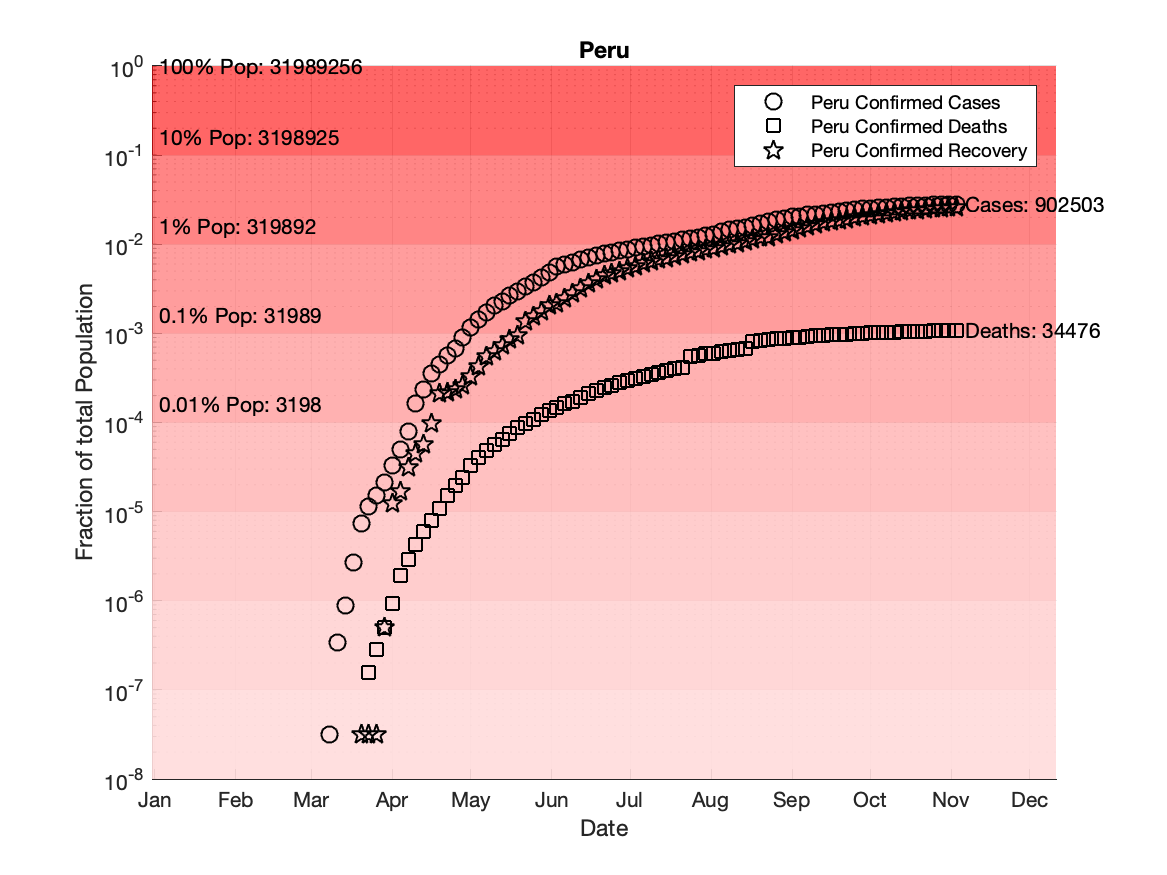 Peru
10^0
100% Pop: 31989256
Peru Confirmed Cases
Peru Confirmed Deaths
Peru Confirmed Recovery
10% Pop: 3198925
10^-1
Cases: 902503
1% Pop: 319892
10^-2
0.1% Pop: 31989
10^-3
Deaths: 34476
0.01% Pop: 3198
10^-4
10^-5
10^-6
10^-7
10^-8
Fraction of total Population
Jan Feb Mar Apr May Jun Jul Aug Sep Oct Nov Dec
Date